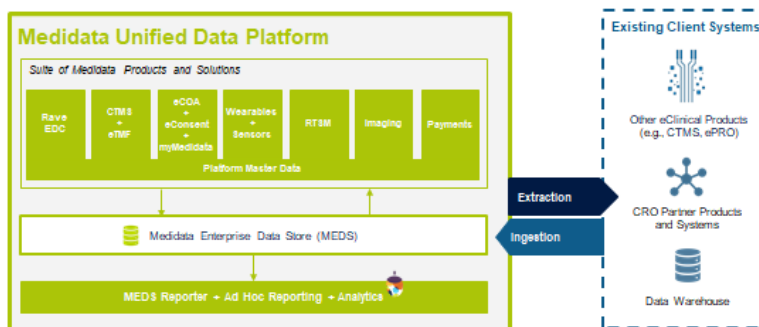 Medidata Unified Data Platform
Suite of Medidata Products and Solutions
Rave
EDC
CTMS
+
eTMF
eCOA
+
eConsent
+
myMedidata
Wearables
+
Sensors
RTSM
Imaging
Payments
Platform Master Data
Medidata Enterprise Data Store (MEDS)
MEDS Reporter + Ad Hoc Reporting + Analytics
Extraction
Ingestion
Existing Client Systems
Other eClinical Products
(e.g., CTMS, ePRO)
CRO Partner Products
and Systems
Data Warehouse